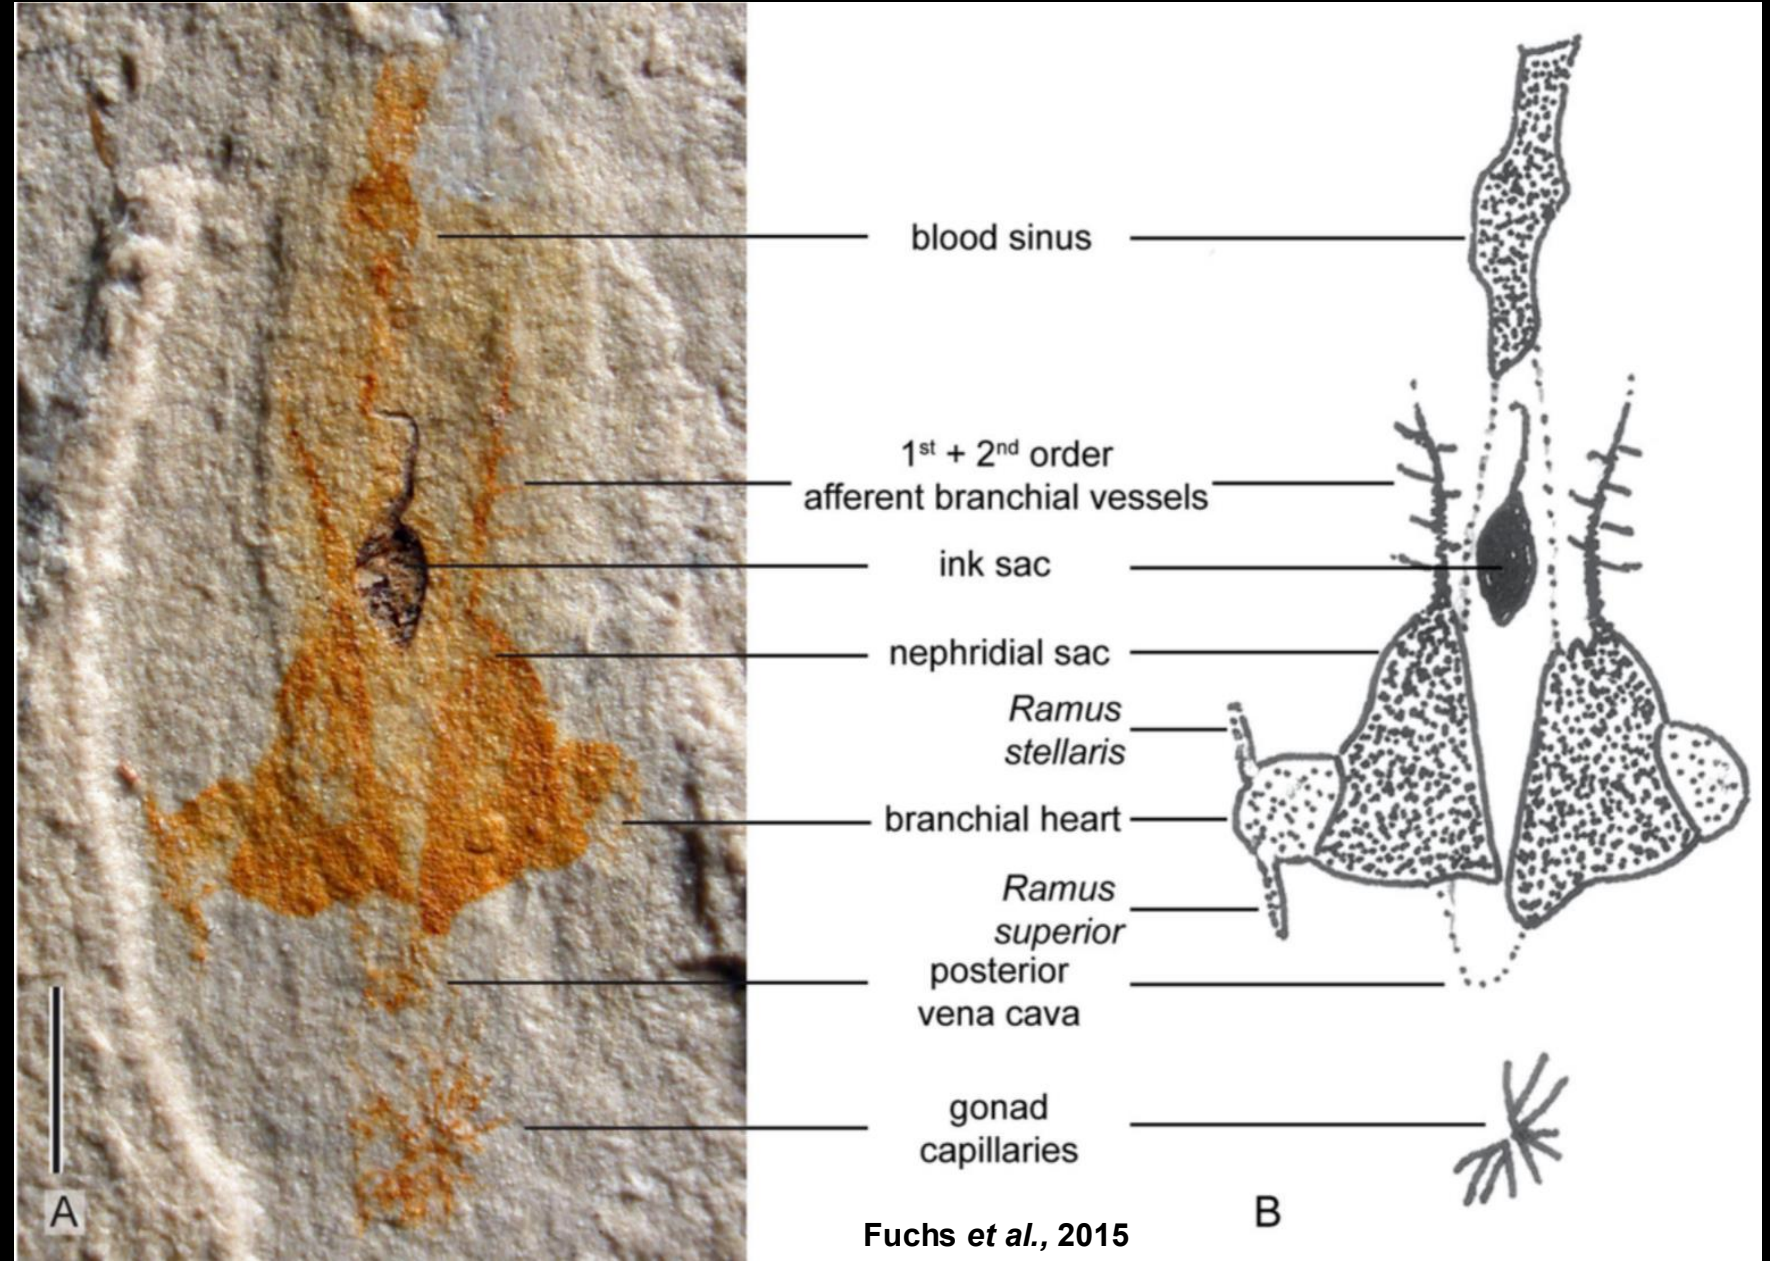 blood sinus
1st + 2nd order
afferent branchial vessels
ink sac
nephridial sac
Ramus
stellaris
branchial heart
Ramus
superior
posterior
vena cava
gonad
capillaries
A
B
Fuchs et al., 2015